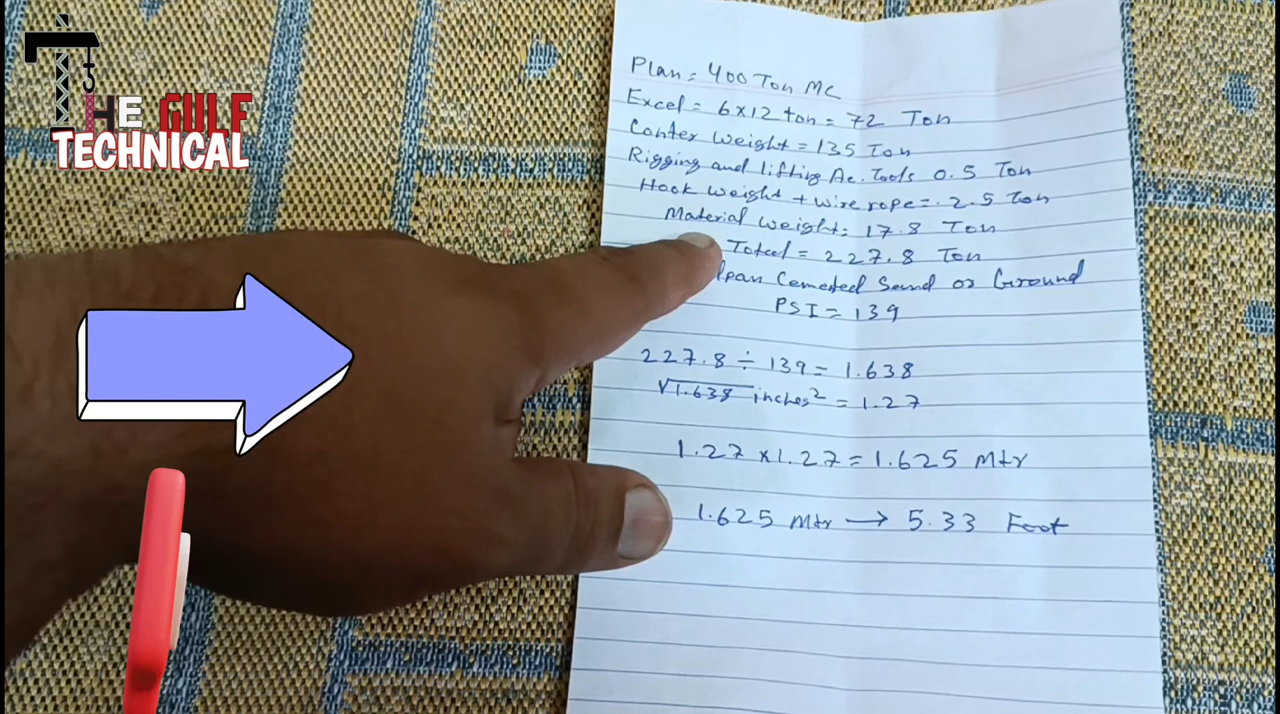 THE GULF
TECHNICAL
Plan = 400 Ton MC
Excel = 6x12 ton = 72 Ton
Conter weight = 135 Ton
Rigging and lifting Ac. Tools 0.5 Ton
Hook weight + wire rope = 2.5 Ton
Material weight = 17.8 Ton
Total = 227.8 Ton
Cemented Sand or Ground
PSI = 139
227.8 ÷ 139 = 1.638
√1.638 inches² = 1.27
1.27 x 1.27 = 1.625 Mtr
1.625 Mtr → 5.33 Foot